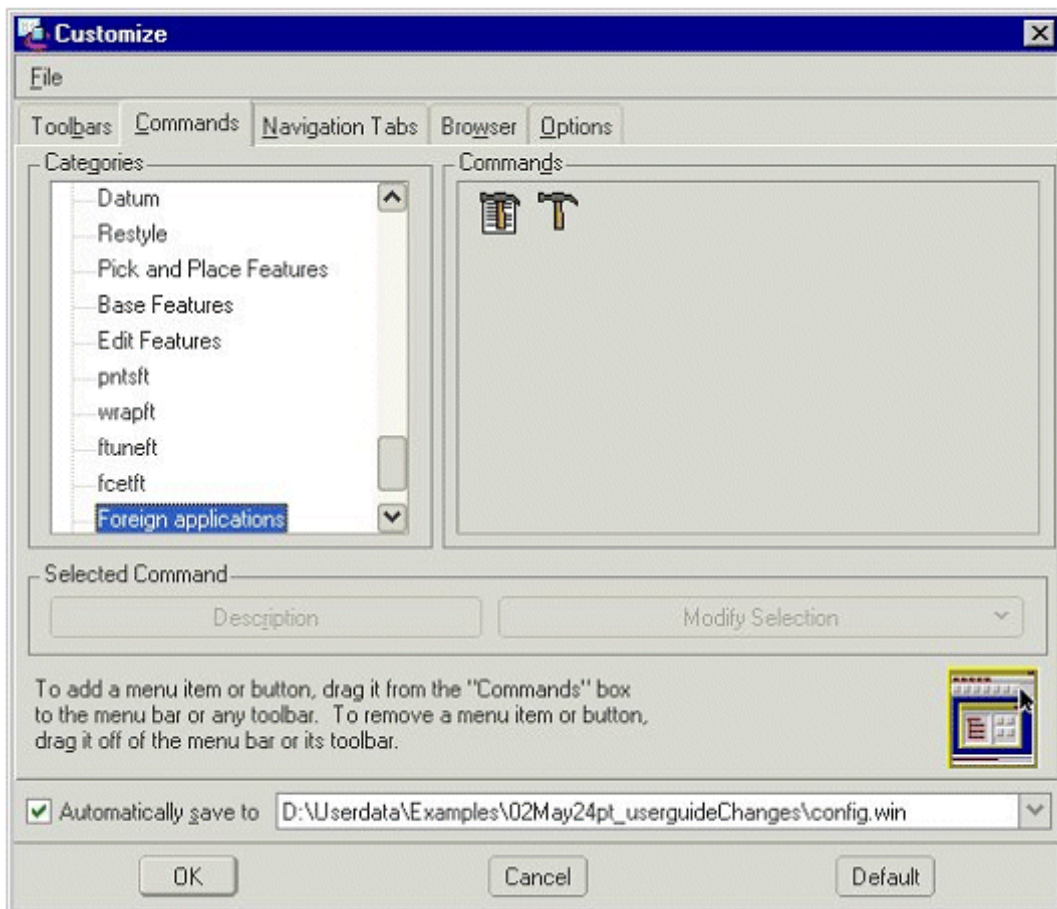 Customize
File
Toolbars Commands Navigation Tabs Browser Options
Categories
Datum
Restyle
Pick and Place Features
Base Features
Edit Features
pntsft
wrapft
ftuneft
fcetft
Foreign applications
Commands
Selected Command
Description Modify Selection
To add a menu item or button, drag it from the "Commands" box
to the menu bar or any toolbar. To remove a menu item or button,
drag it off of the menu bar or its toolbar.
Automatically save to D:\Userdata\Examples\02May24pt_userguideChanges\config.win
OK Cancel Default